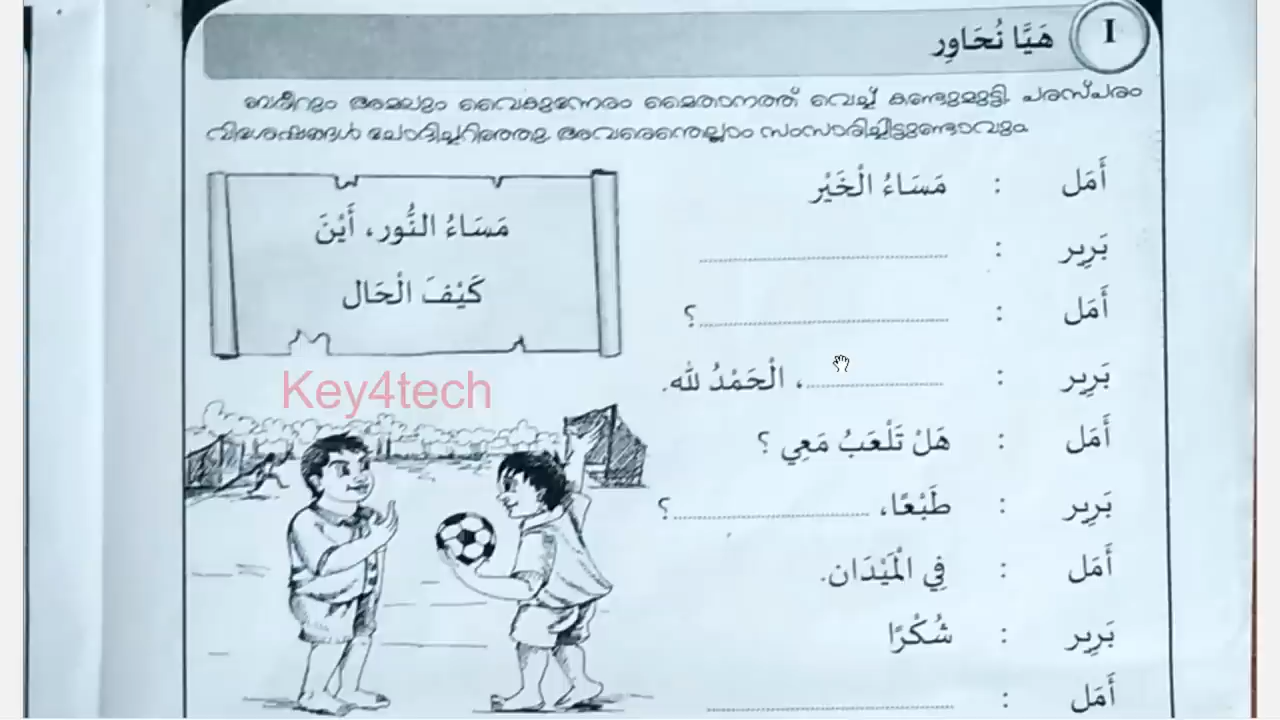 I هَيَّا نُحَاوِر
ബരീറും അമലും വൈകുന്നേരം മൈതാനത്ത് വെച്ച് കണ്ടുമുട്ടി. പരസ്പരം
വിശേഷങ്ങൾ ചോദിച്ചറിഞ്ഞു. അവരെന്തെല്ലാം സംസാരിച്ചിട്ടുണ്ടാവും.
أَمَل : مَسَاءُ الْخَيْر
بَرِير : ........................
أَمَل : ........................؟
بَرِير : ........................، الْحَمْدُ لله.
أَمَل : هَلْ تَلْعَبُ مَعِي ؟
بَرِير : طَبْعًا، ........................؟
أَمَل : فِي الْمَيْدَان.
بَرِير : شُكْرًا
أَمَل : ........................
مَسَاءُ النُّور، أَيْنَ
كَيْفَ الْحَال
Key4tech